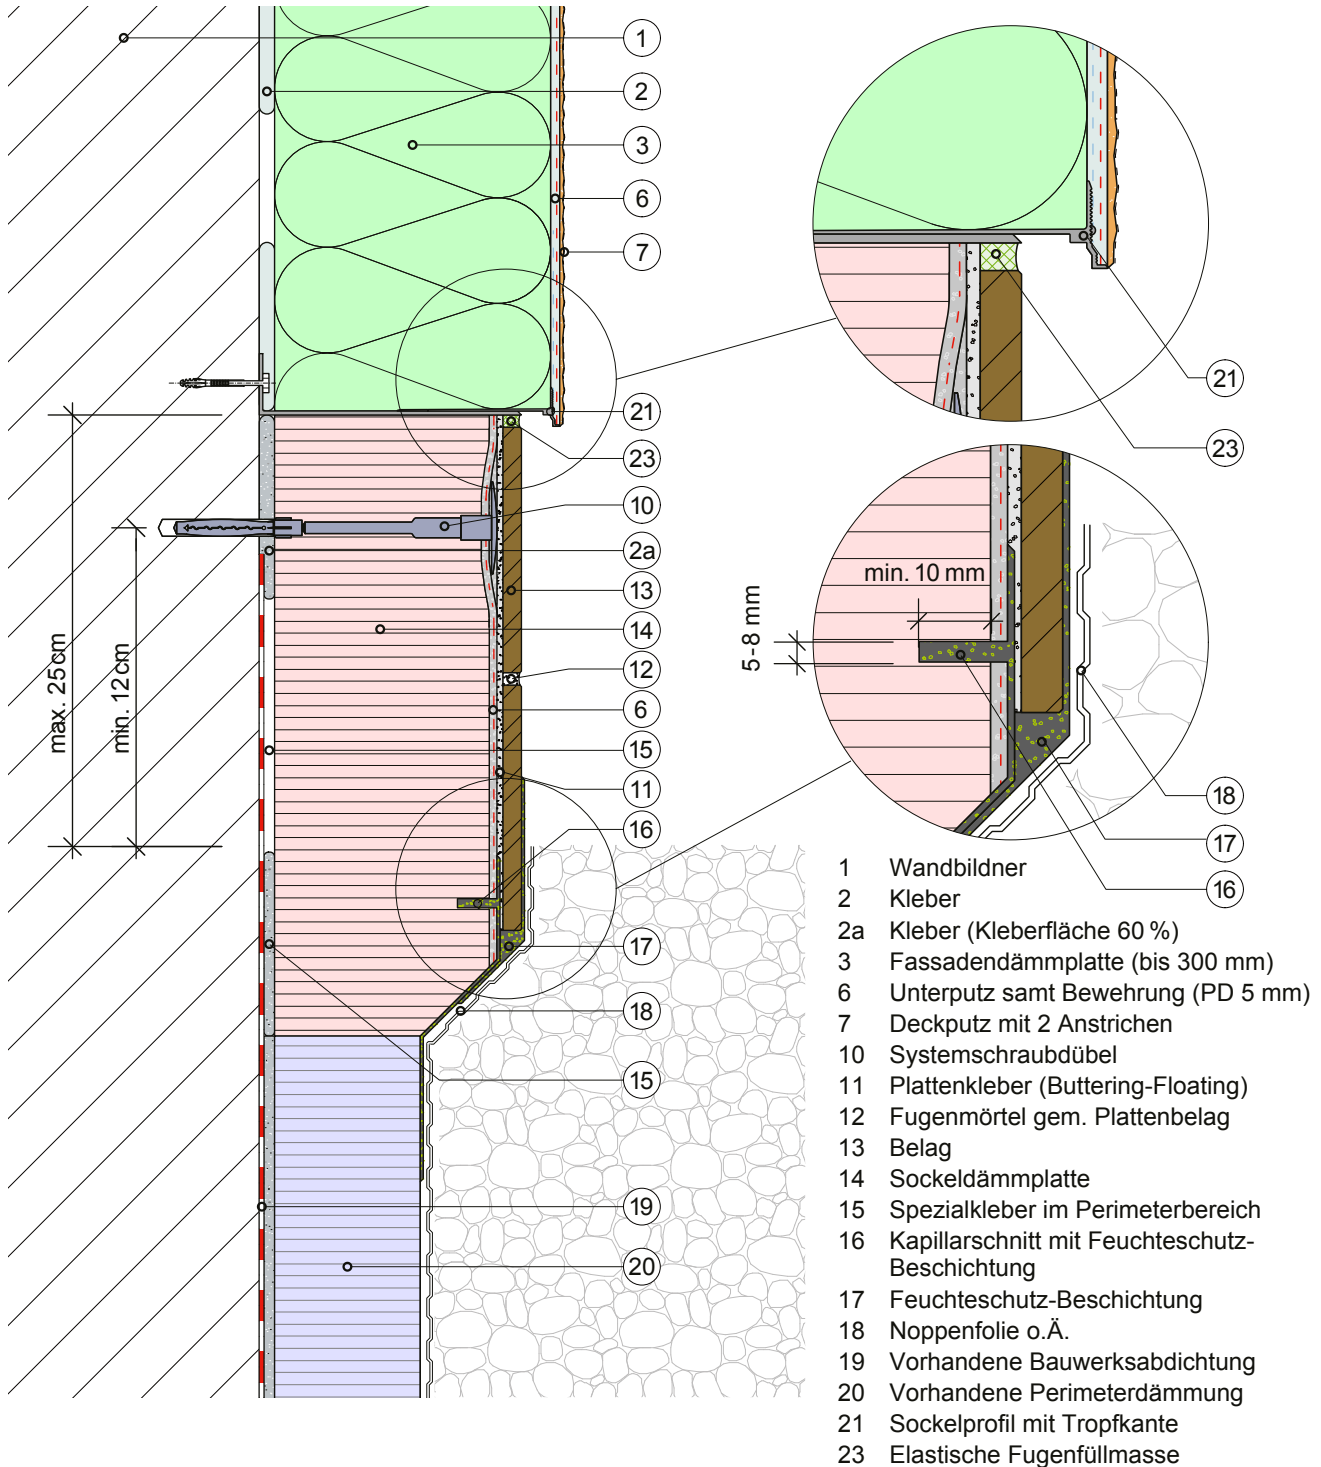 1
2
3
6
7
21
23
10
2a
13
14
12
6
15
11
16
17
18
15
19
20
max. 25cm
min. 12cm
21
23
min. 10 mm
5-8 mm
18
17
16
1 Wandbildner
2 Kleber
2a Kleber (Kleberfläche 60 %)
3 Fassadendämmplatte (bis 300 mm)
6 Unterputz samt Bewehrung (PD 5 mm)
7 Deckputz mit 2 Anstrichen
10 Systemschraubdübel
11 Plattenkleber (Buttering-Floating)
12 Fugenmörtel gem. Plattenbelag
13 Belag
14 Sockeldämmplatte
15 Spezialkleber im Perimeterbereich
16 Kapillarschnitt mit Feuchteschutz-
Beschichtung
17 Feuchteschutz-Beschichtung
18 Noppenfolie o.Ä.
19 Vorhandene Bauwerksabdichtung
20 Vorhandene Perimeterdämmung
21 Sockelprofil mit Tropfkante
23 Elastische Fugenfüllmasse